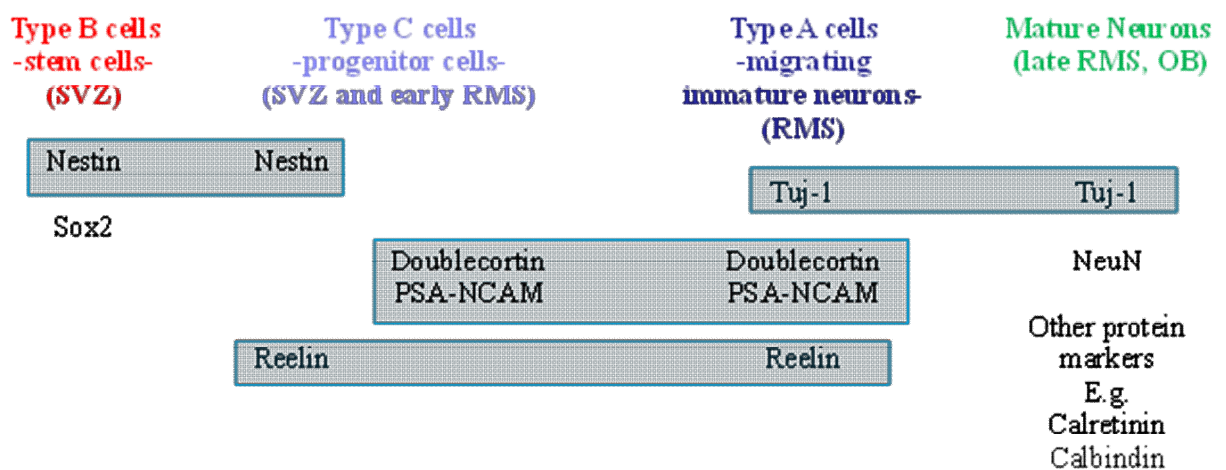 Type B cells
-stem cells-
(SVZ)
Type C cells
-progenitor cells-
(SVZ and early RMS)
Type A cells
-migrating
immature neurons-
(RMS)
Mature Neurons
(late RMS, OB)
Nestin Nestin
Tuj-1 Tuj-1
Sox2
Doublecortin Doublecortin
PSA-NCAM PSA-NCAM
NeuN
Reelin Reelin
Other protein
markers
E.g.
Calretinin
Calbindin